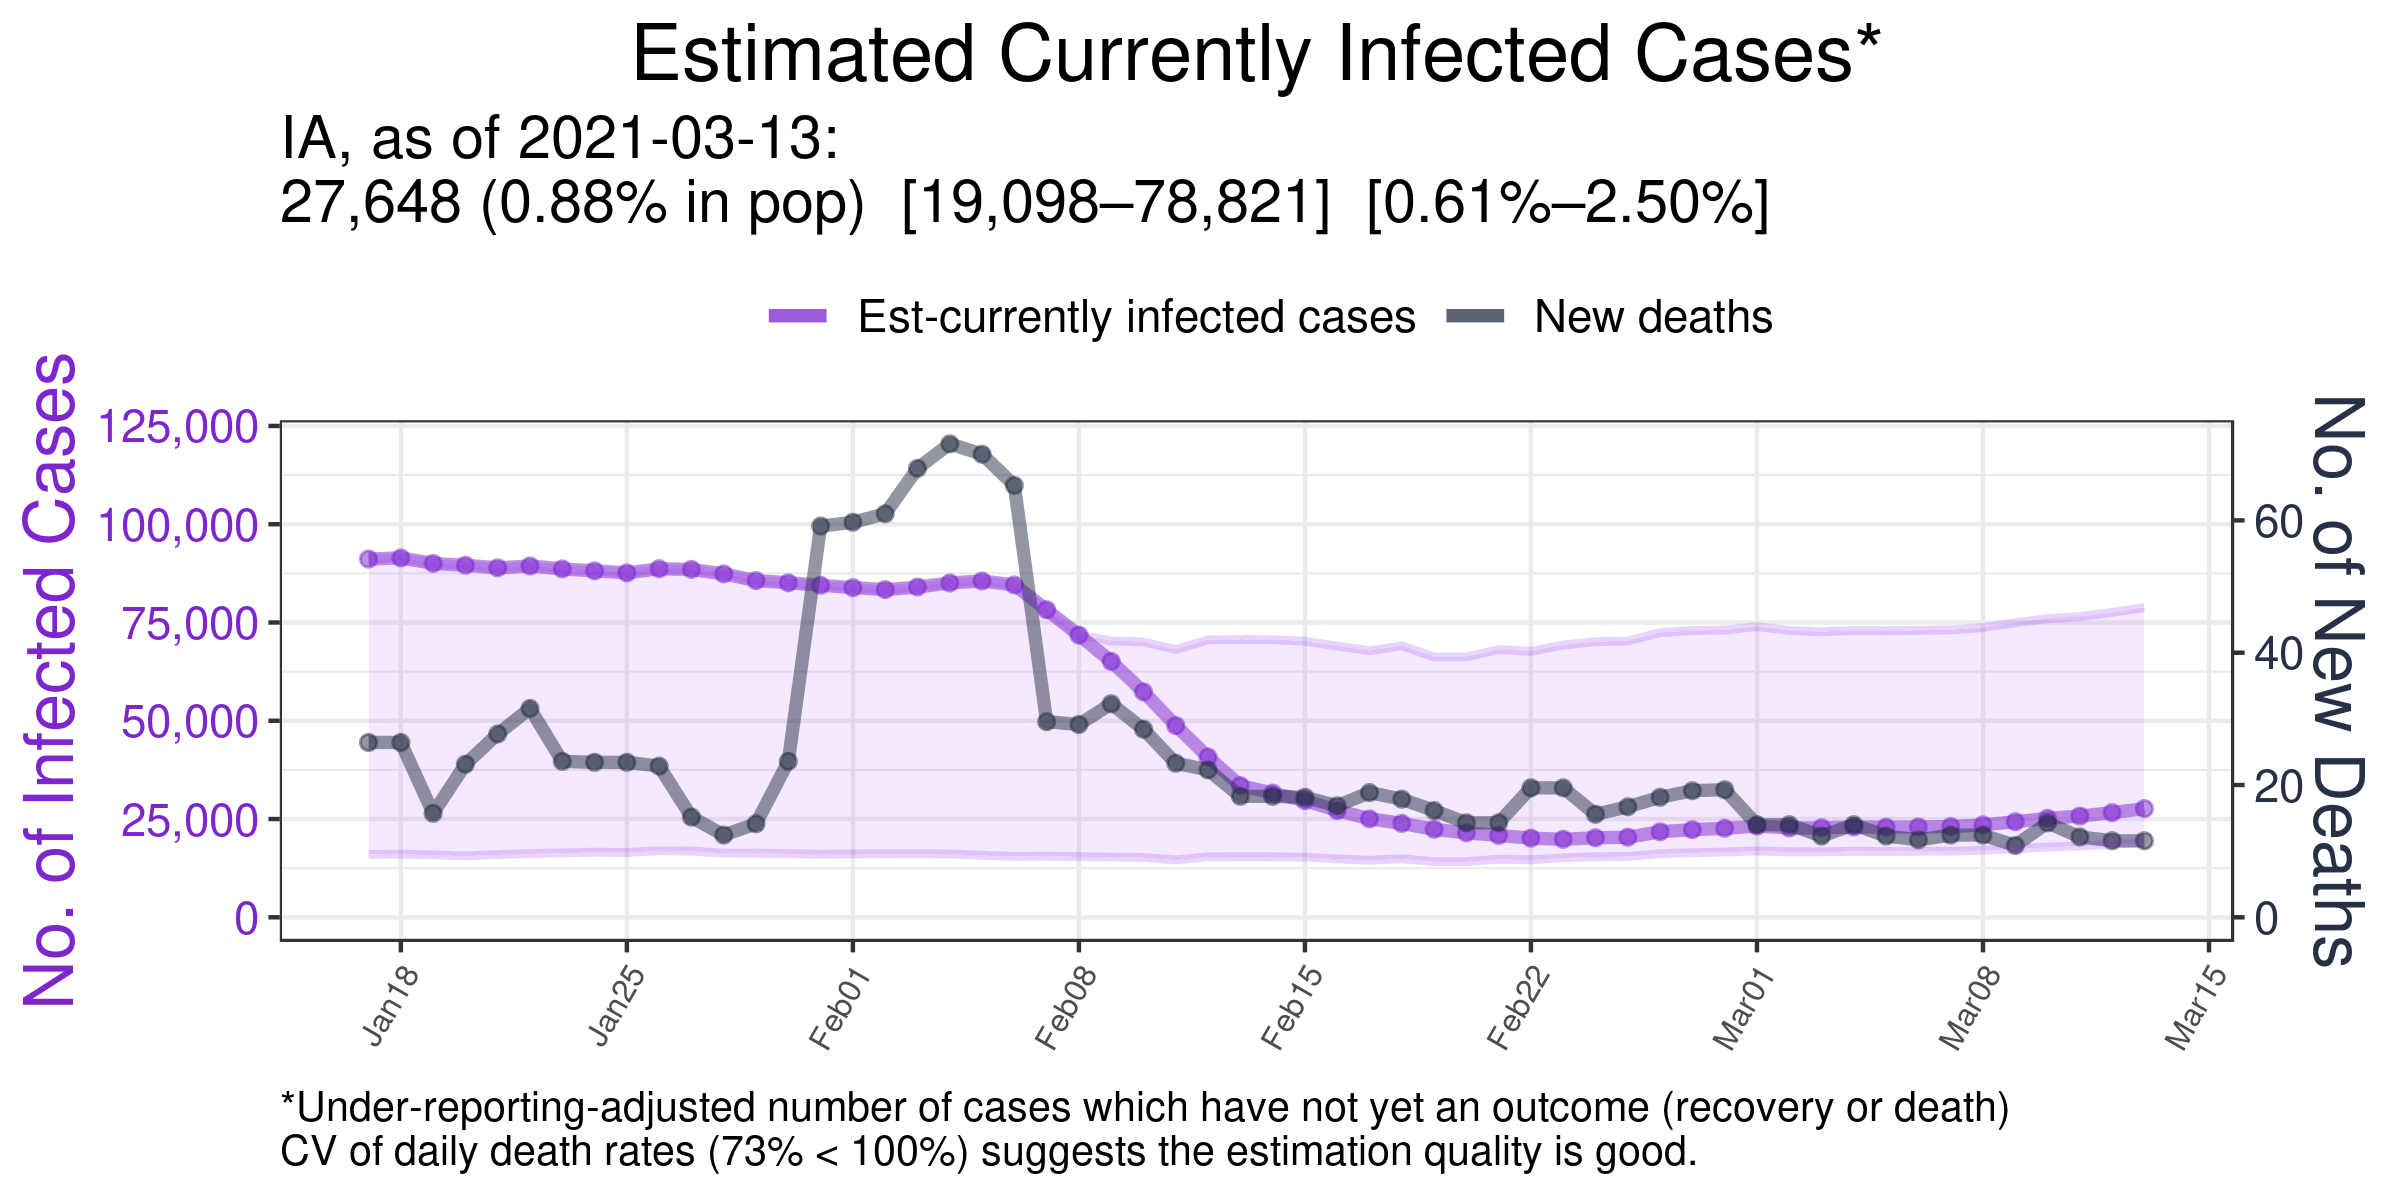 Estimated Currently Infected Cases*
IA, as of 2021-03-13:
27,648 (0.88% in pop)  [19,098–78,821]  [0.61%–2.50%]
Est-currently infected cases
New deaths
No. of Infected Cases
125,000
100,000
75,000
50,000
25,000
0
60
40
20
0
No. of New Deaths
Jan18
Jan25
Feb01
Feb08
Feb15
Feb22
Mar01
Mar08
Mar15
*Under-reporting-adjusted number of cases which have not yet an outcome (recovery or death)
CV of daily death rates (73% < 100%) suggests the estimation quality is good.